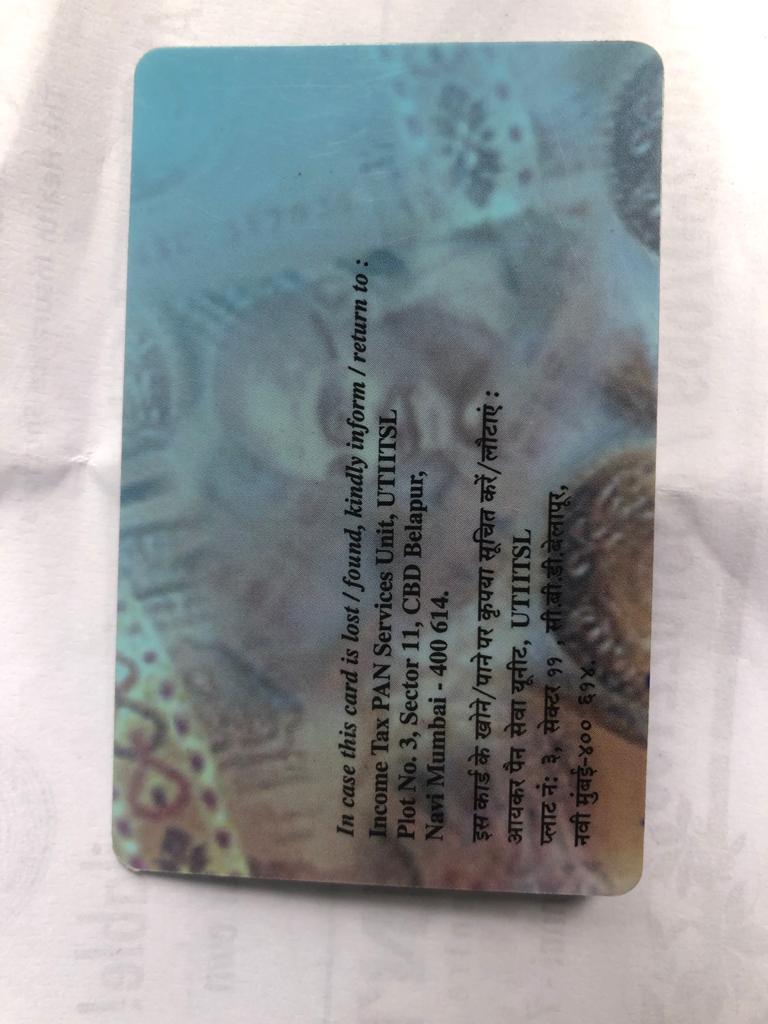 In case this card is lost / found, kindly inform / return to :
Income Tax PAN Services Unit, UTIITSL
Plot No. 3, Sector 11, CBD Belapur,
Navi Mumbai - 400 614.
इस कार्ड के खोने/पाने पर कृपया सूचित करें/लौटाएं :
आयकर पैन सेवा यूनीट, UTIITSL
प्लाट नं: ३, सेक्टर ११ , सी.बी.डी.बेलापूर,
नवी मुंबई-४०० ६१४.